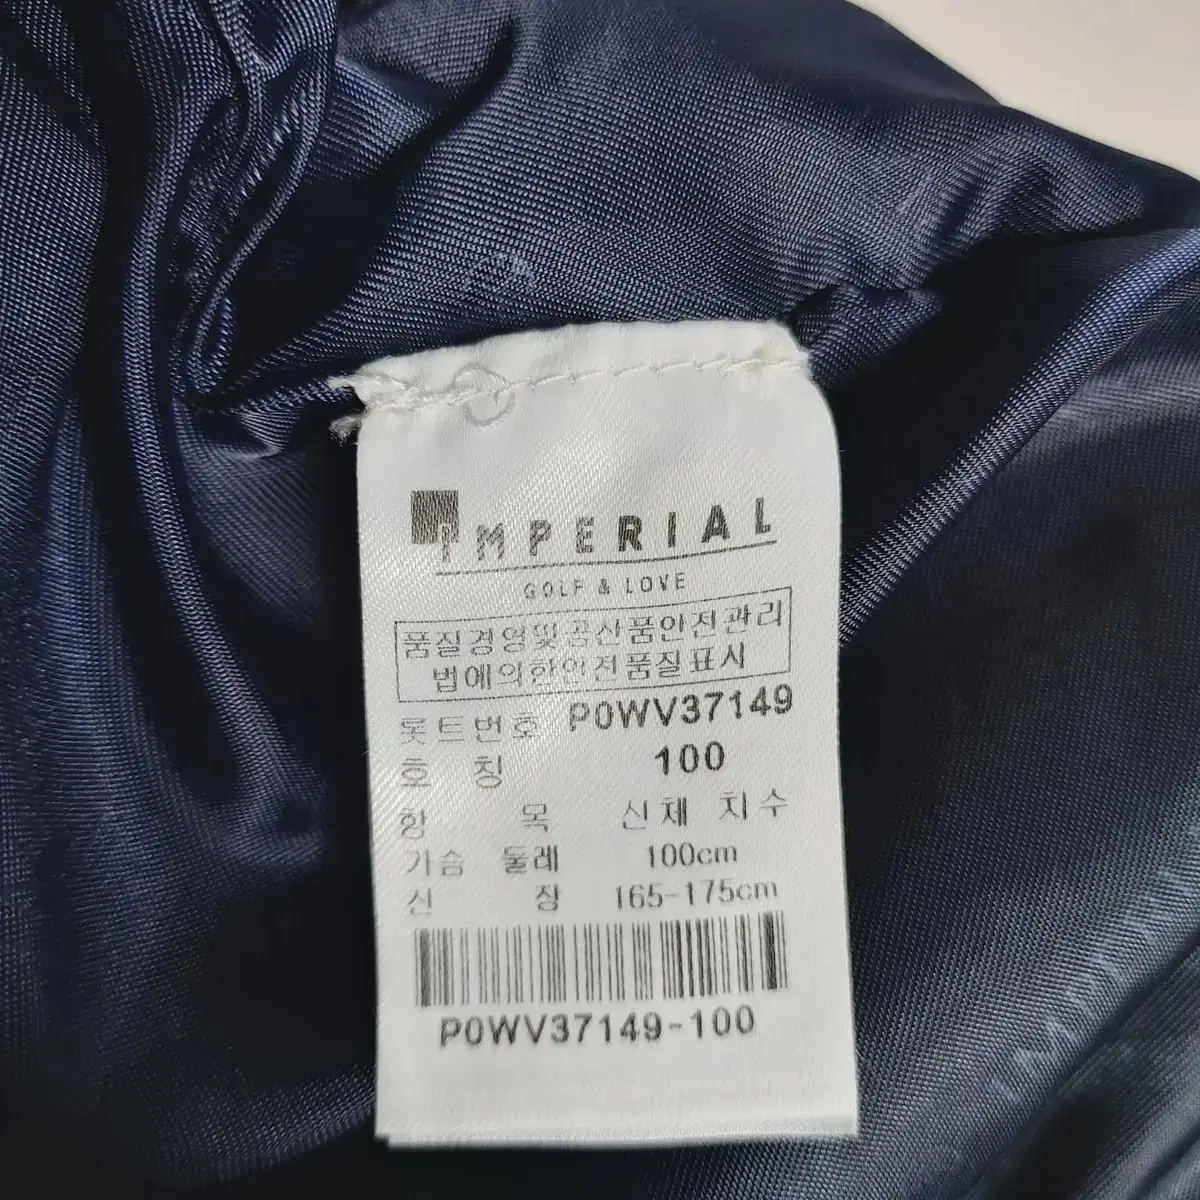 IMPERIAL
GOLF & LOVE
품질경영및공산품안전관리
법에의한안전품질표시
롯트번호 P0WV37149
호 칭 100
항 목 신체 치수
가슴 둘레 100cm
신 장 165-175cm
P0WV37149-100